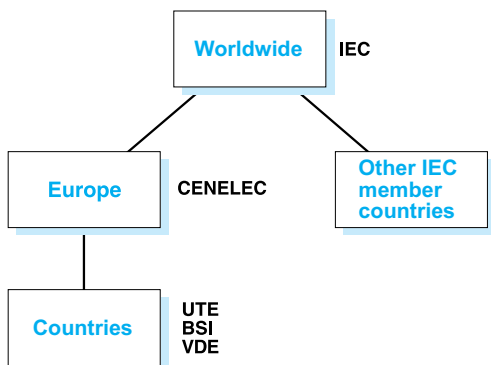 Worldwide
IEC
Europe
CENELEC
Other IEC
member
countries
Countries
UTE
BSI
VDE